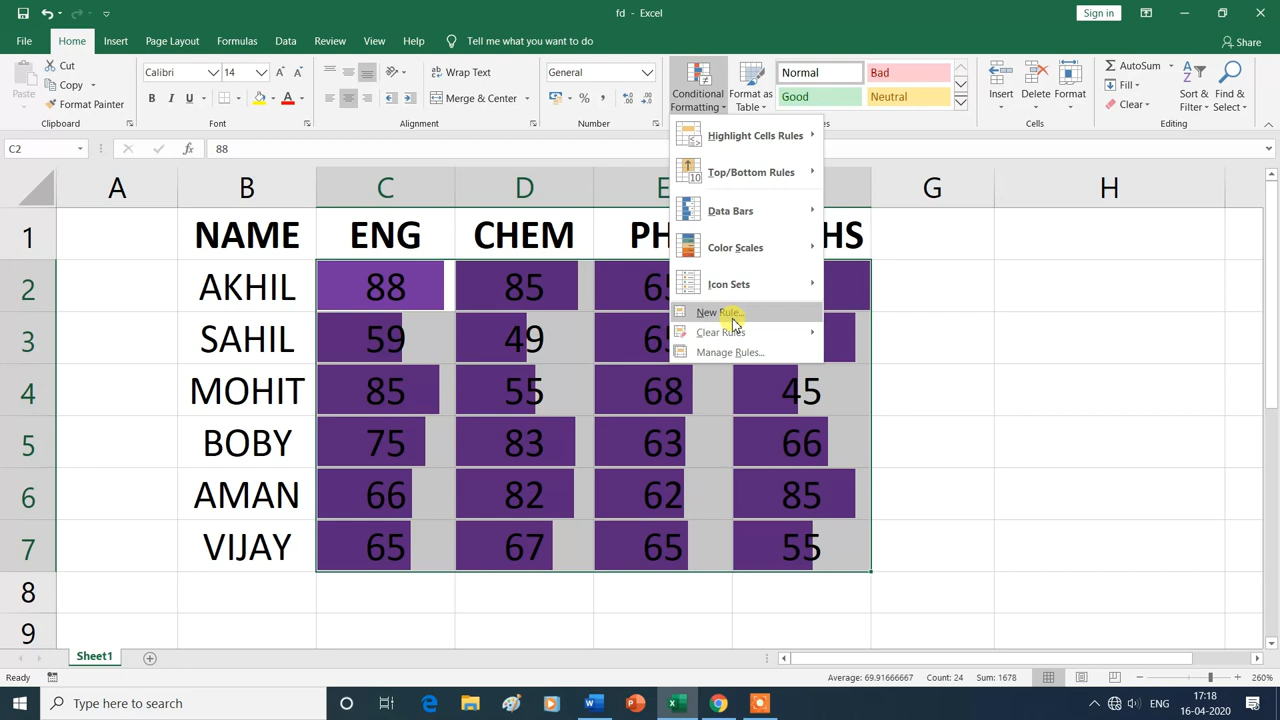 fd - Excel
Sign in
File Home Insert Page Layout Formulas Data Review View Help Tell me what you want to do
Share
Paste
Cut
Copy
Format Painter
Clipboard
Calibri 14
B I U
Font
Wrap Text
Merge & Center
Alignment
General
Number
Conditional Formatting
Format as Table
Normal Bad
Good Neutral
Insert Delete Format
Cells
AutoSum
Fill
Clear
Sort & Filter
Find & Select
Editing
Highlight Cells Rules
Top/Bottom Rules
Data Bars
Color Scales
Icon Sets
New Rule...
Clear Rules
Manage Rules...
C2 fx 88
A B C D E G H
1 NAME ENG CHEM PH HS
2 AKHIL 88 85
3 SAHIL 59 49
4 MOHIT 85 55 68 45
5 BOBY 75 83 63 66
6 AMAN 66 82 62 85
7 VIJAY 65 67 65 55
8
9
Sheet1
Ready
Average: 69.91666667 Count: 24 Sum: 1678
260%
Type here to search
ENG
17:18
16-04-2020